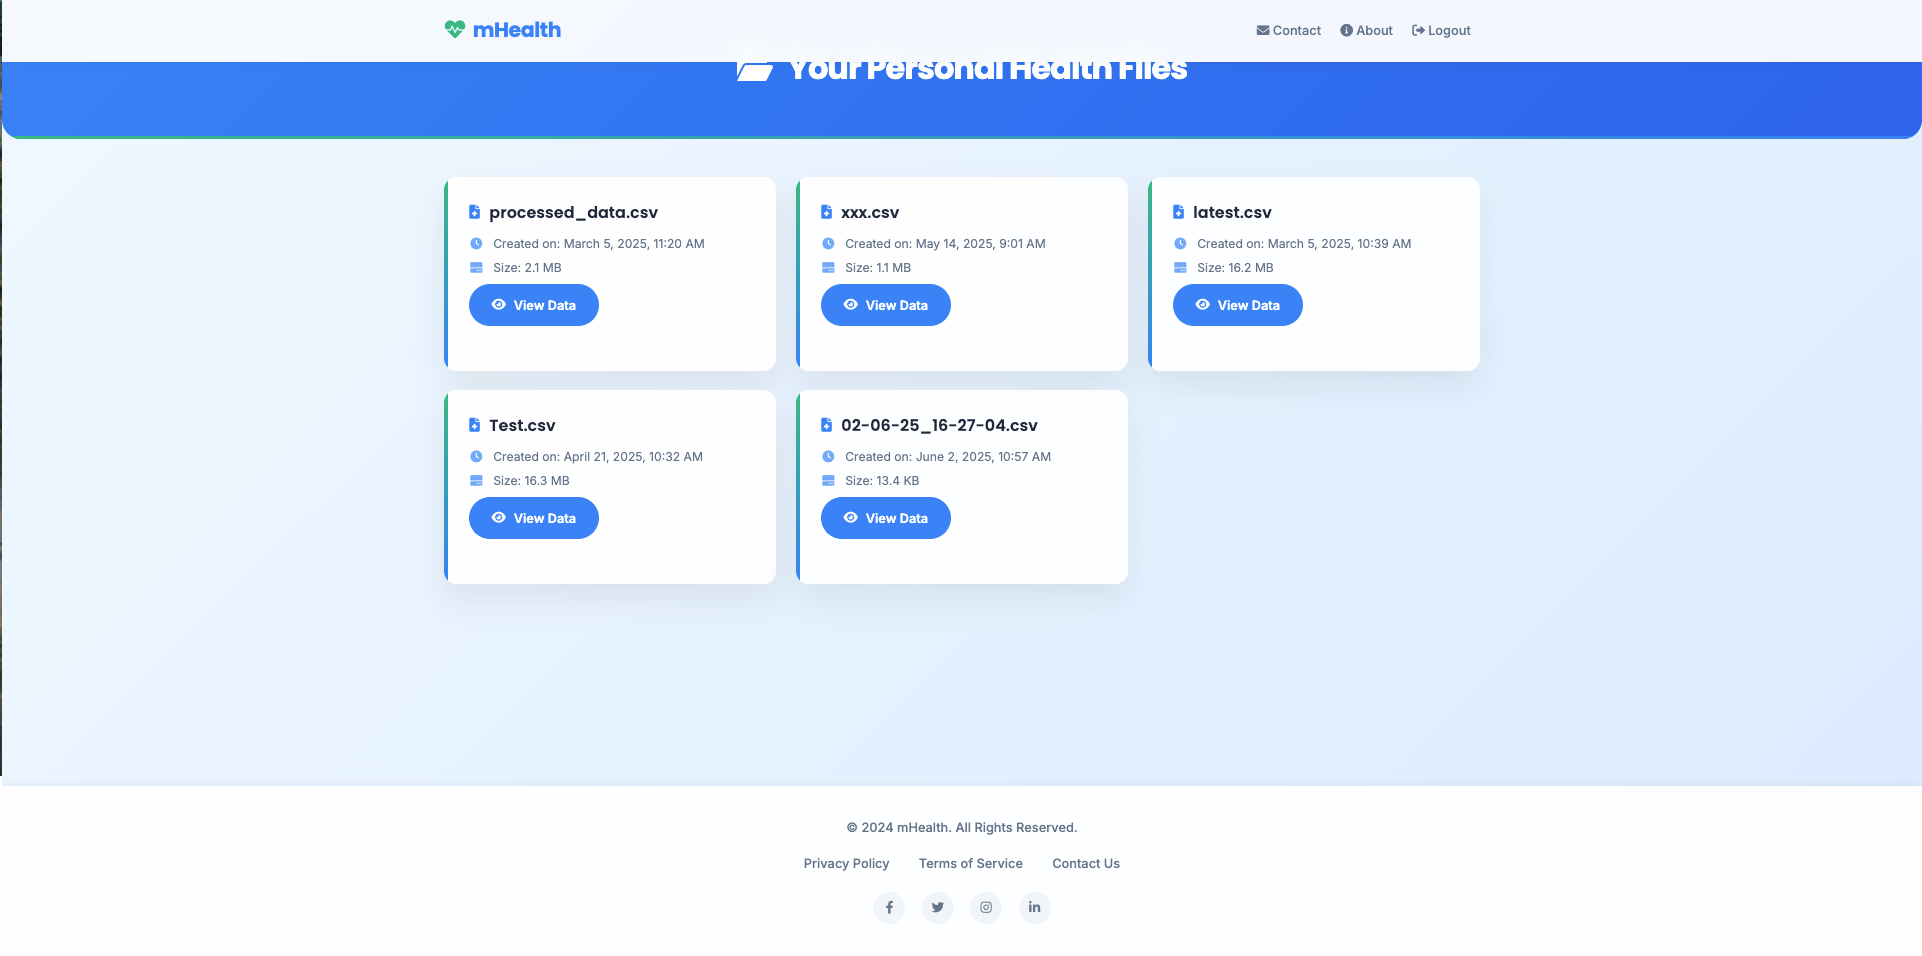 mHealth
Contact
About
Logout
Your Personal Health Files
processed_data.csv
Created on: March 5, 2025, 11:20 AM
Size: 2.1 MB
View Data
xxx.csv
Created on: May 14, 2025, 9:01 AM
Size: 1.1 MB
View Data
latest.csv
Created on: March 5, 2025, 10:39 AM
Size: 16.2 MB
View Data
Test.csv
Created on: April 21, 2025, 10:32 AM
Size: 16.3 MB
View Data
02-06-25_16-27-04.csv
Created on: June 2, 2025, 10:57 AM
Size: 13.4 KB
View Data
© 2024 mHealth. All Rights Reserved.
Privacy Policy
Terms of Service
Contact Us